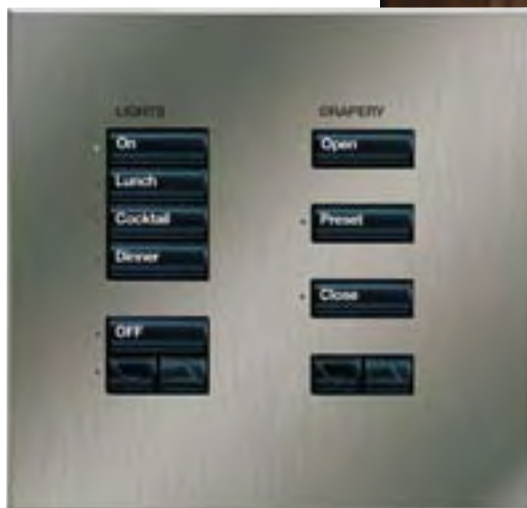 LIGHTS
On
Lunch
Cocktail
Dinner
OFF
DRAPERY
Open
Preset
Close